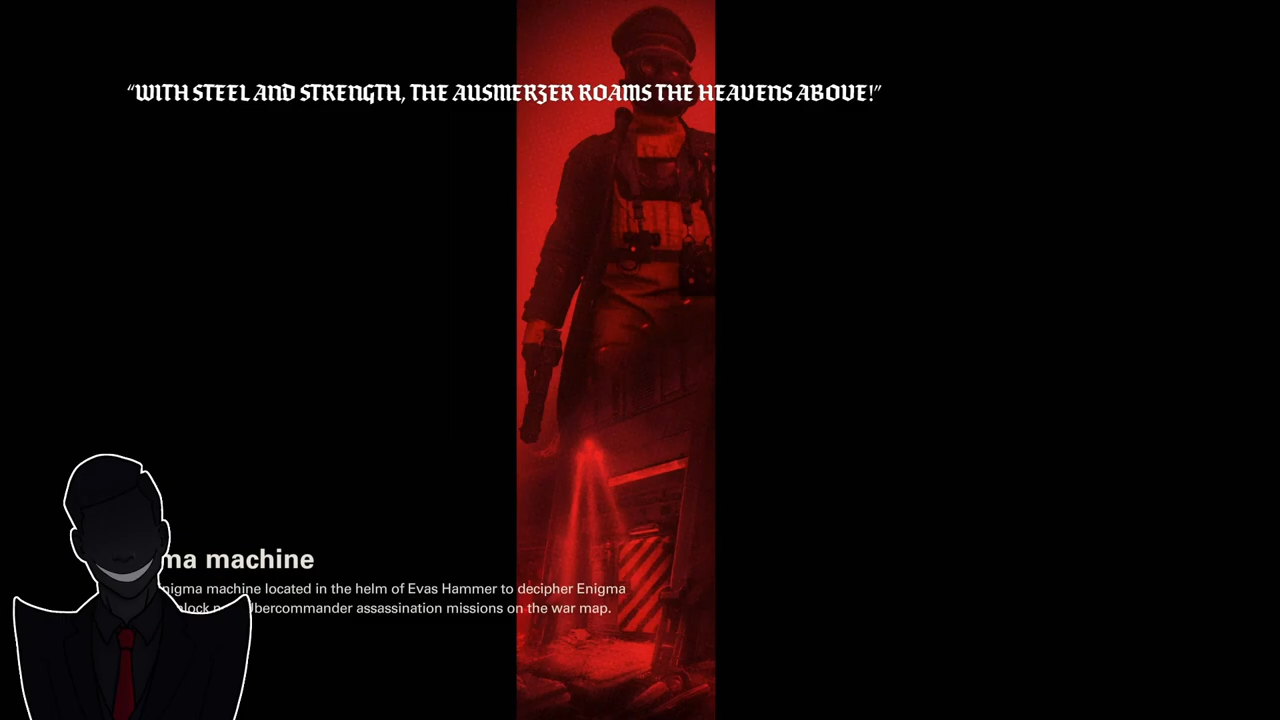 “WITH STEEL AND STRENGTH, THE AUSMERZER ROAMS THE HEAVENS ABOVE!”
ma machine
nigma machine located in the helm of Evas Hammer to decipher Enigma
Ubercommander assassination missions on the war map.